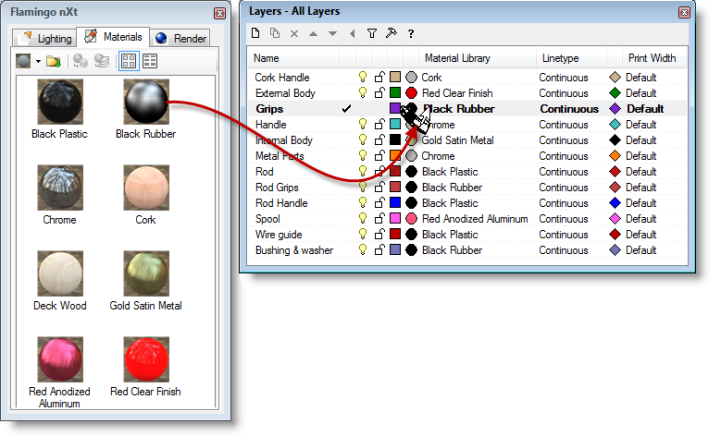 Flamingo nXt
Lighting Materials Render
Black Plastic Black Rubber
Chrome Cork
Deck Wood Gold Satin Metal
Red Anodized Aluminum Red Clear Finish
Layers - All Layers
?
Name Material Library Linetype Print Width
Cork Handle Cork Continuous Default
External Body Red Clear Finish Continuous Default
Grips Black Rubber Continuous Default
Handle Chrome Continuous Default
Internal Body Gold Satin Metal Continuous Default
Metal Parts Chrome Continuous Default
Rod Black Plastic Continuous Default
Rod Grips Black Rubber Continuous Default
Rod Handle Black Plastic Continuous Default
Spool Red Anodized Aluminum Continuous Default
Wire guide Black Plastic Continuous Default
Bushing & washer Black Rubber Continuous Default